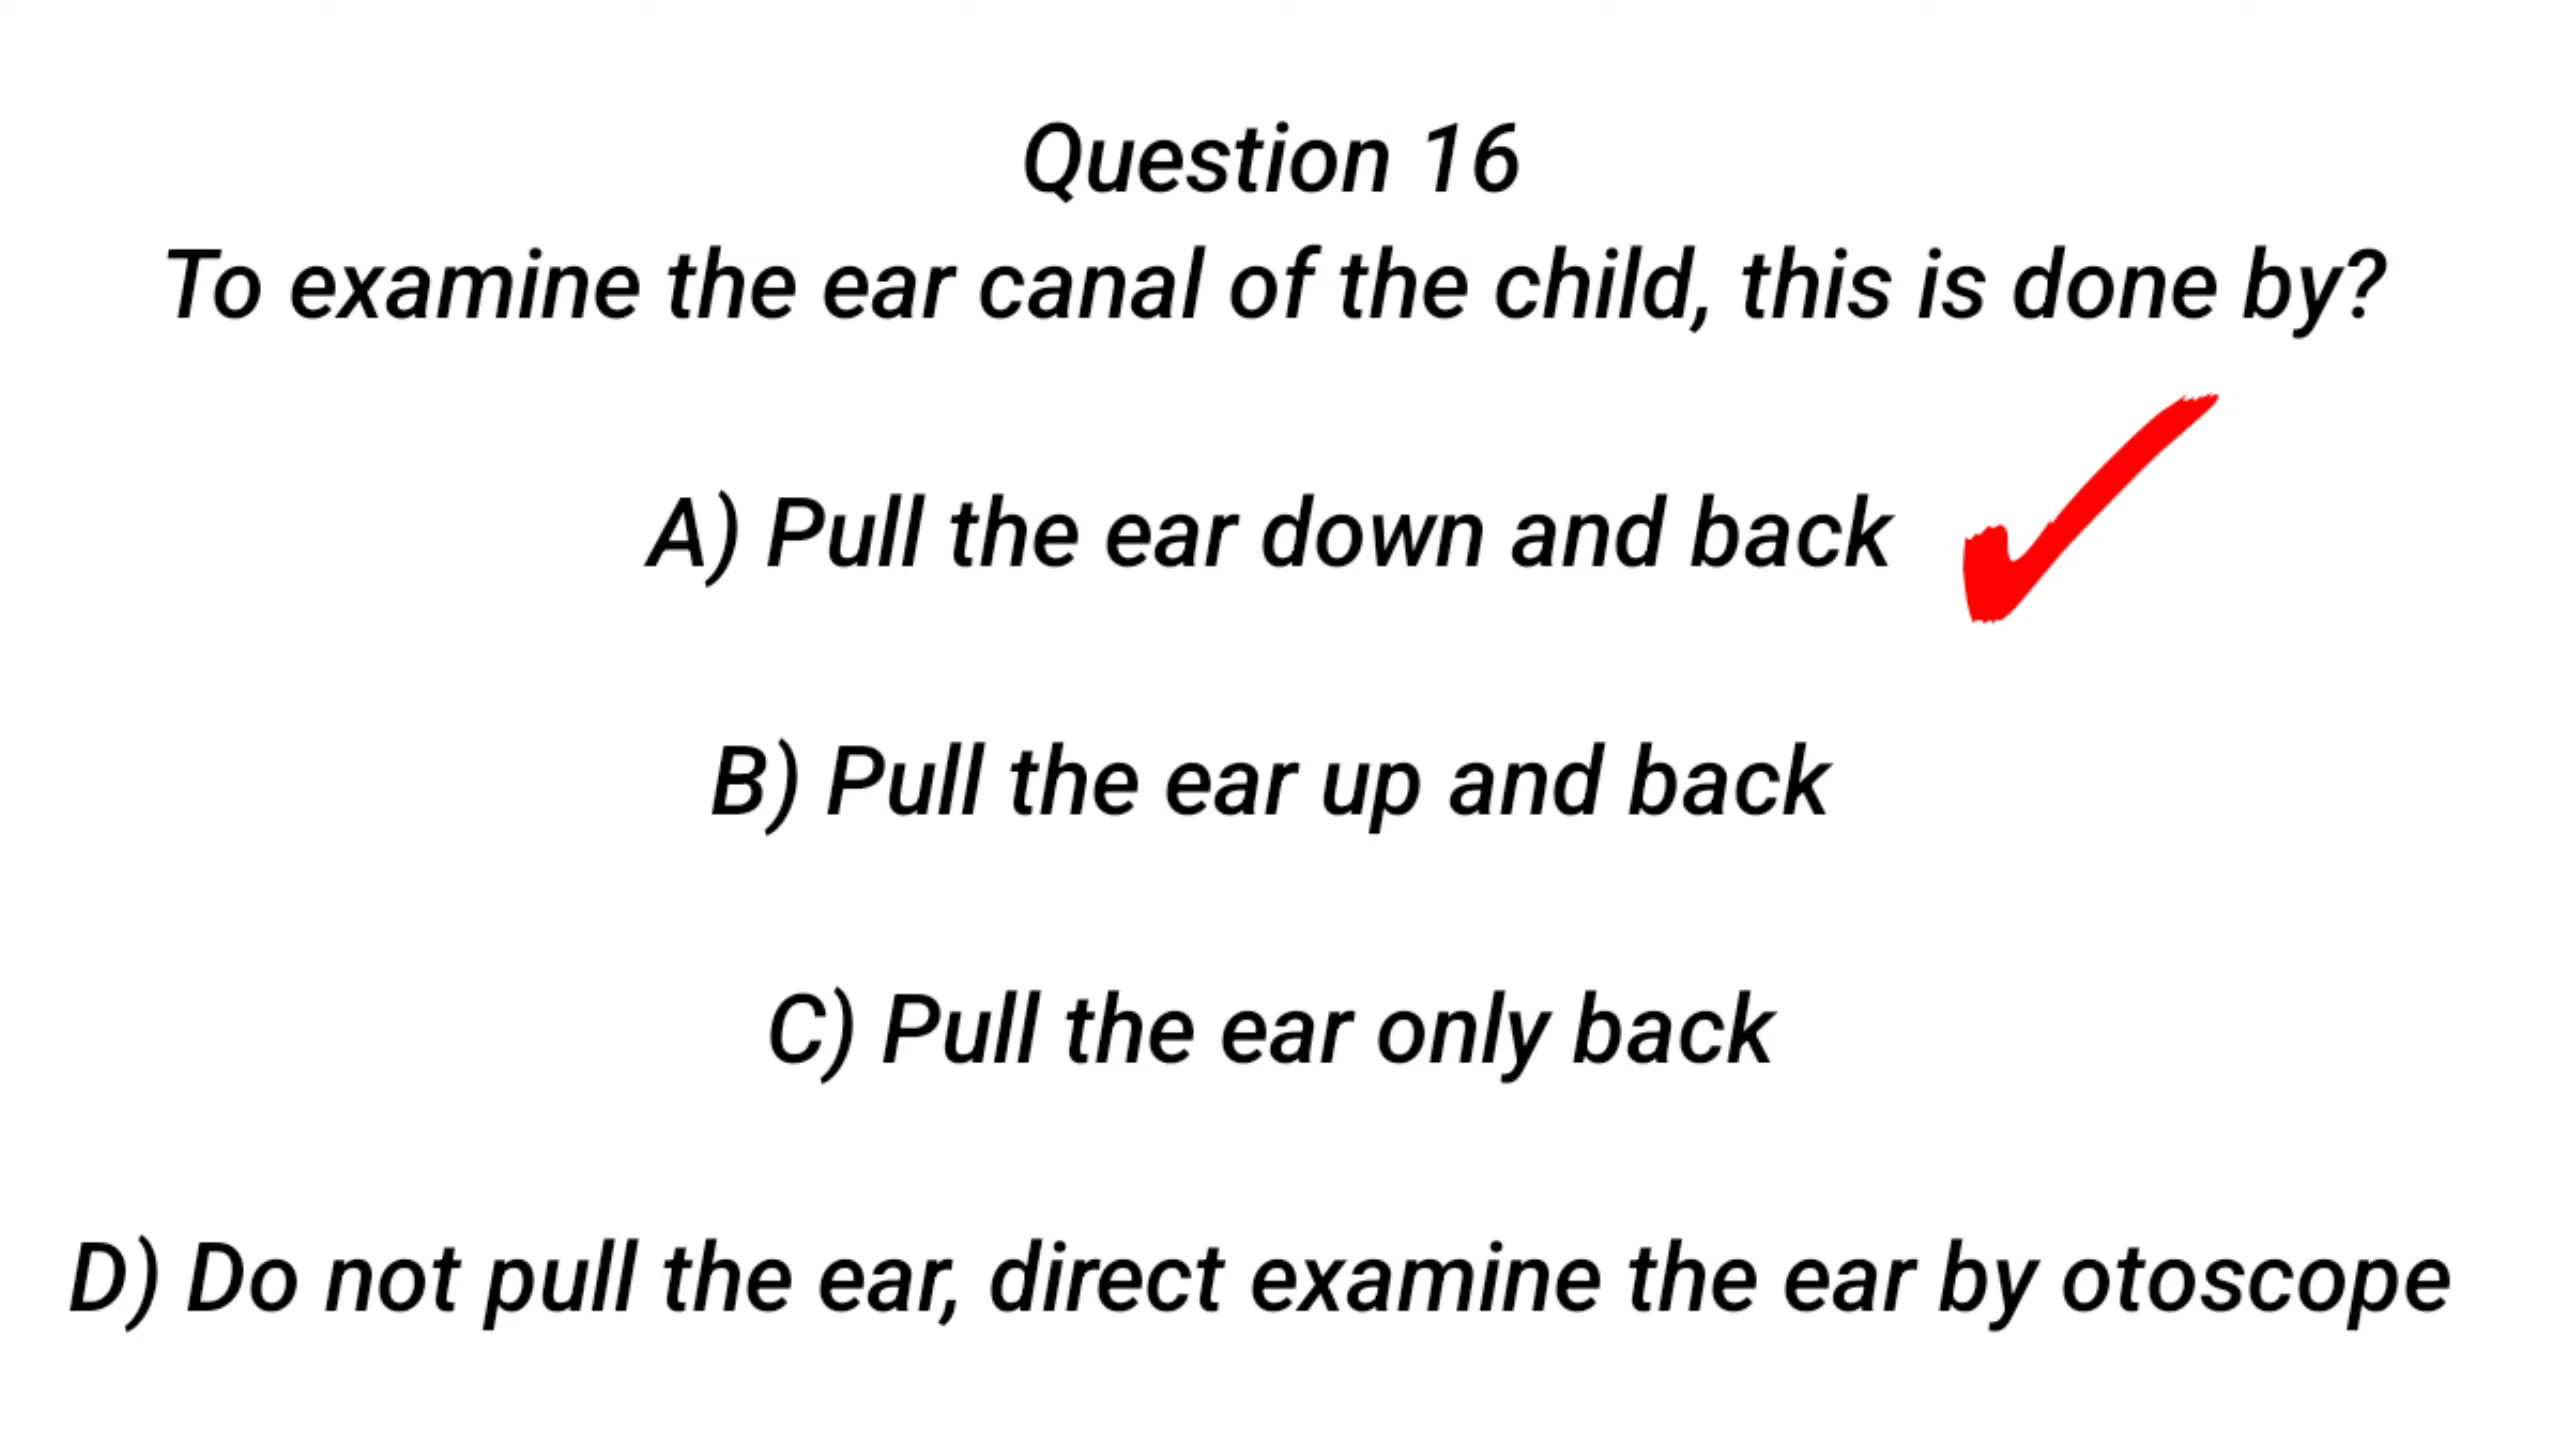 Question 16
To examine the ear canal of the child, this is done by?
A) Pull the ear down and back
B) Pull the ear up and back
C) Pull the ear only back
D) Do not pull the ear, direct examine the ear by otoscope